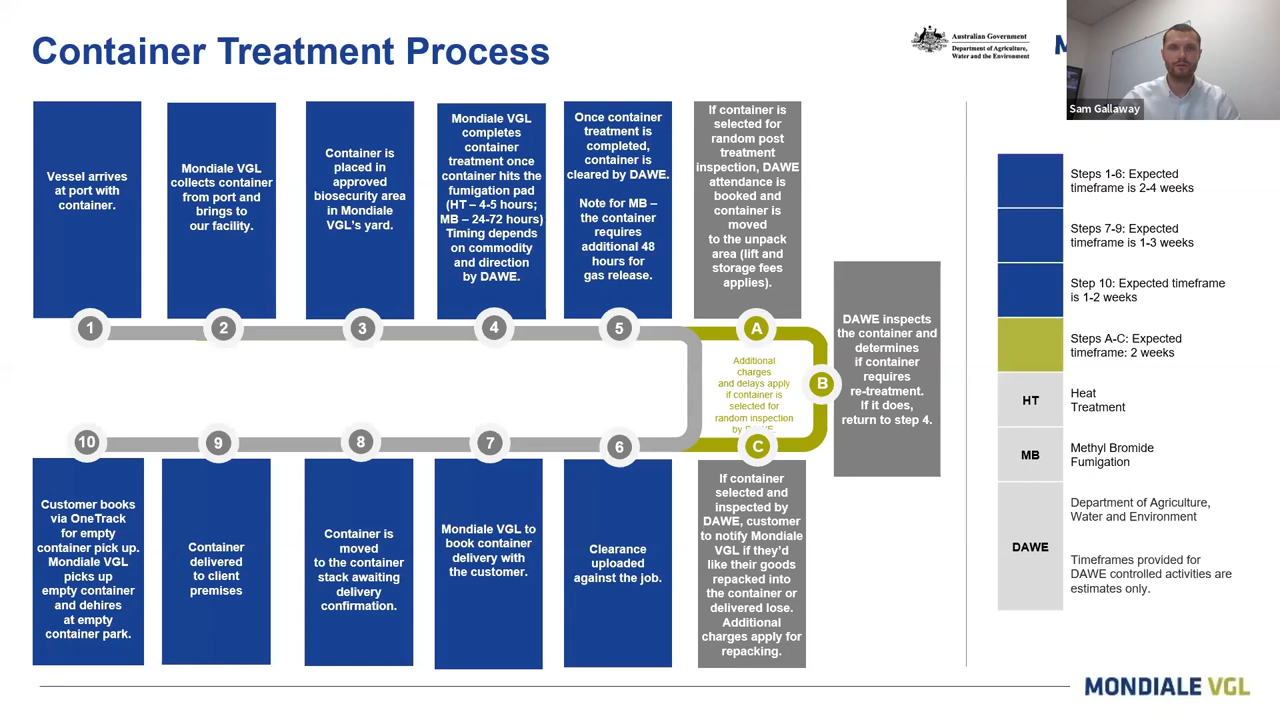 Container Treatment Process
Australian Government
Department of Agriculture,
Water and the Environment
Sam Gallaway
Vessel arrives
at port with
container.
Mondiale VGL
collects container
from port and
brings to
our facility.
Container is
placed in
approved
biosecurity area
in Mondiale
VGL's yard.
Mondiale VGL
completes
container
treatment once
container hits the
fumigation pad
(HT – 4-5 hours;
MB – 24-72 hours)
Timing depends
on commodity
and direction
by DAWE.
Once container
treatment is
completed,
container is
cleared by DAWE.
Note for MB –
the container
requires
additional 48
hours for
gas release.
If container is
selected for
random post
treatment
inspection, DAWE
attendance is
booked and
container is
moved
to the unpack
area (lift and
storage fees
applies).
1
2
3
4
5
A
Additional
charges
and delays apply
if container is
selected for
random inspection
by
B
DAWE inspects
the container and
determines
if container
requires
re-treatment.
If it does,
return to step 4.
10
9
8
7
6
C
Customer books
via OneTrack
for empty
container pick up.
Mondiale VGL
picks up
empty container
and dehires
at empty
container park.
Container
delivered
to client
premises
Container is
moved
to the container
stack awaiting
delivery
confirmation.
Mondiale VGL to
book container
delivery with
the customer.
Clearance
uploaded
against the job.
If container
selected and
inspected by
DAWE, customer
to notify Mondiale
VGL if they'd
like their goods
repacked into
the container or
delivered lose.
Additional
charges apply for
repacking.
Steps 1-6: Expected
timeframe is 2-4 weeks
Steps 7-9: Expected
timeframe is 1-3 weeks
Step 10: Expected timeframe
is 1-2 weeks
Steps A-C: Expected
timeframe: 2 weeks
HT
Heat
Treatment
MB
Methyl Bromide
Fumigation
DAWE
Department of Agriculture,
Water and Environment
Timeframes provided for
DAWE controlled activities are
estimates only.
MONDIALE VGL